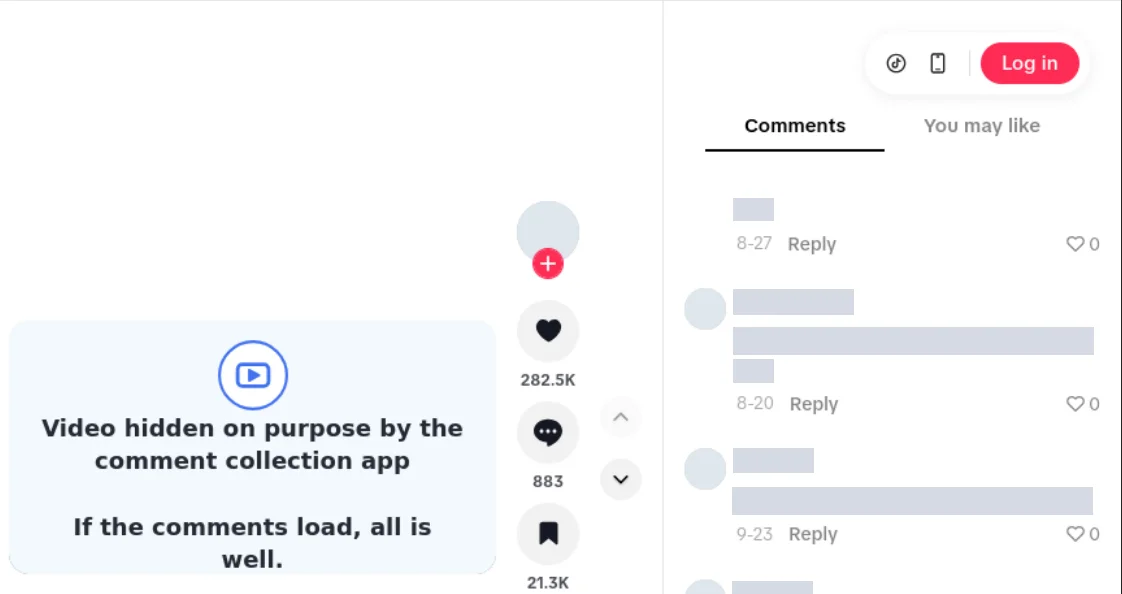 Log in
Comments
You may like
8-27 Reply
0
8-20 Reply
0
9-23 Reply
0
282.5K
883
21.3K
Video hidden on purpose by the
comment collection app
If the comments load, all is
well.